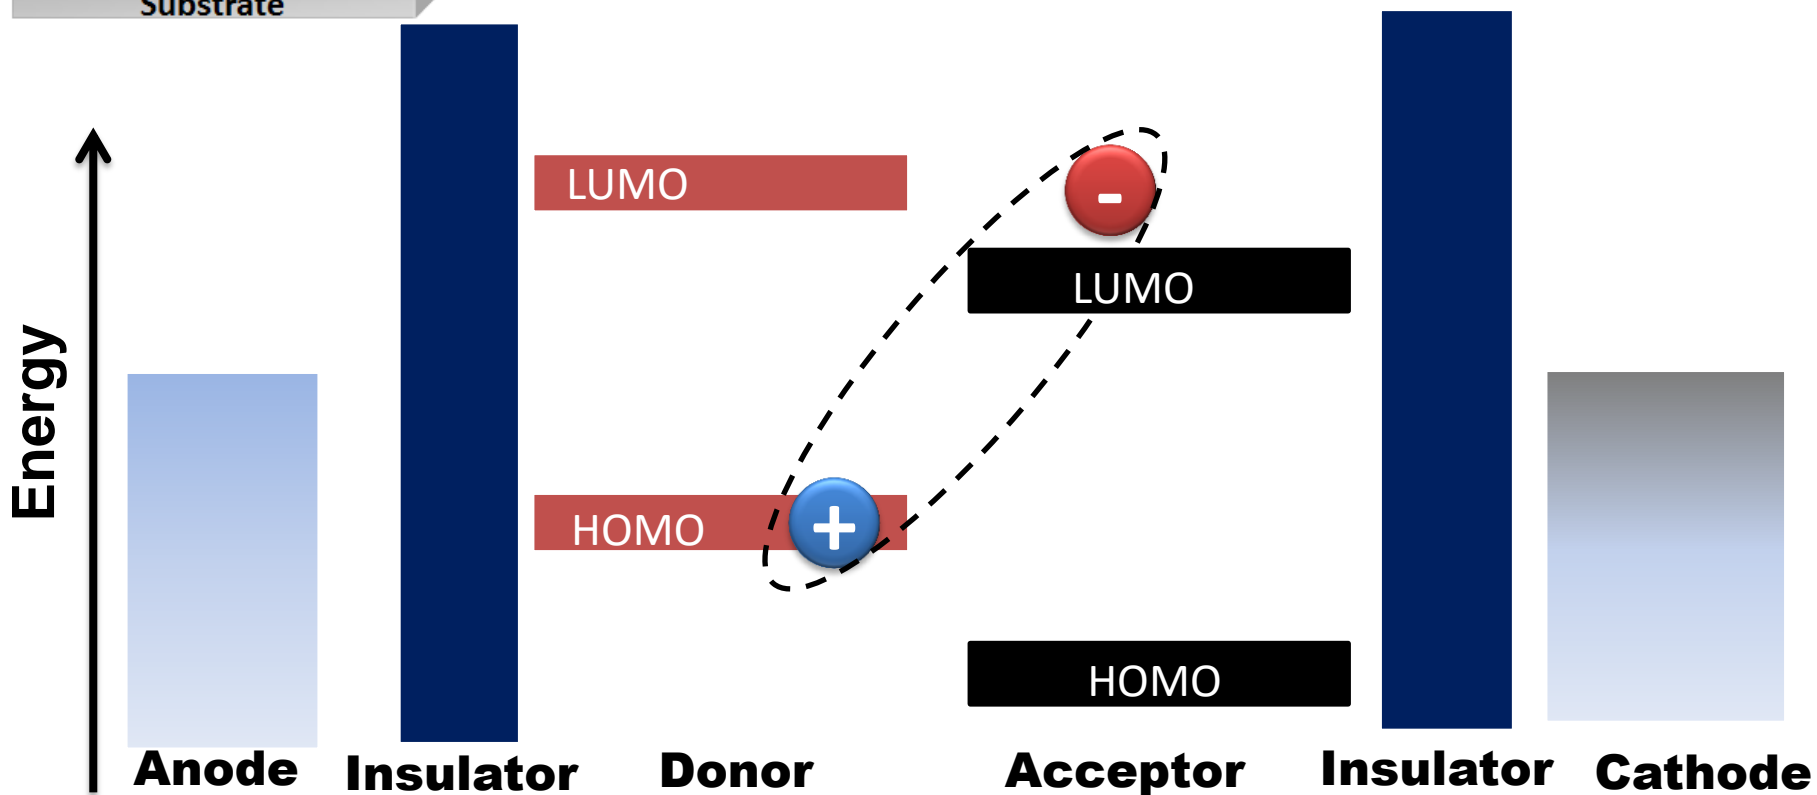 Substrate
LUMO
-
LUMO
Energy
HOMO
+
HOMO
Anode
Insulator
Donor
Acceptor
Insulator
Cathode